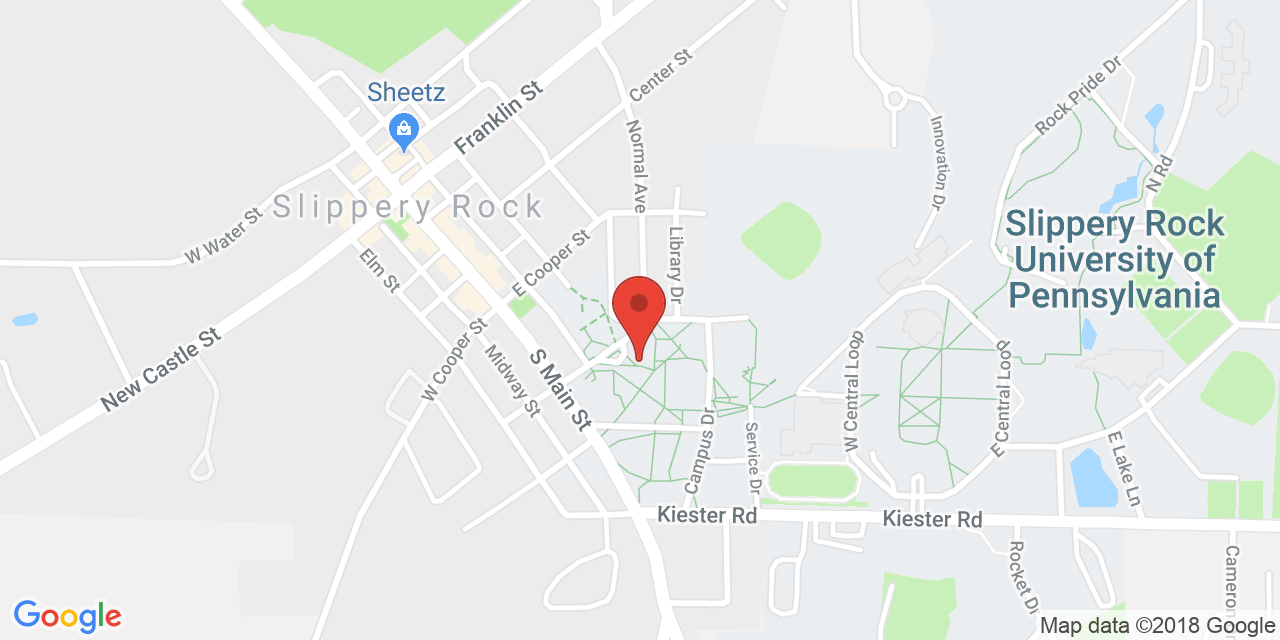 Sheetz
Franklin St
Center St
Normal Ave
Slippery Rock
W Water St
Elm St
E Cooper St
Library Dr
Innovation Dr
Rock Pride Dr
N Rd
Slippery Rock
University of
Pennsylvania
New Castle St
W Cooper St
Midway St
S Main St
Campus Dr
Service Dr
W Central Loop
E Central Loop
E Lake Ln
Kiester Rd
Kiester Rd
Rocket Dr
Cameron
Google
Map data ©2018 Google